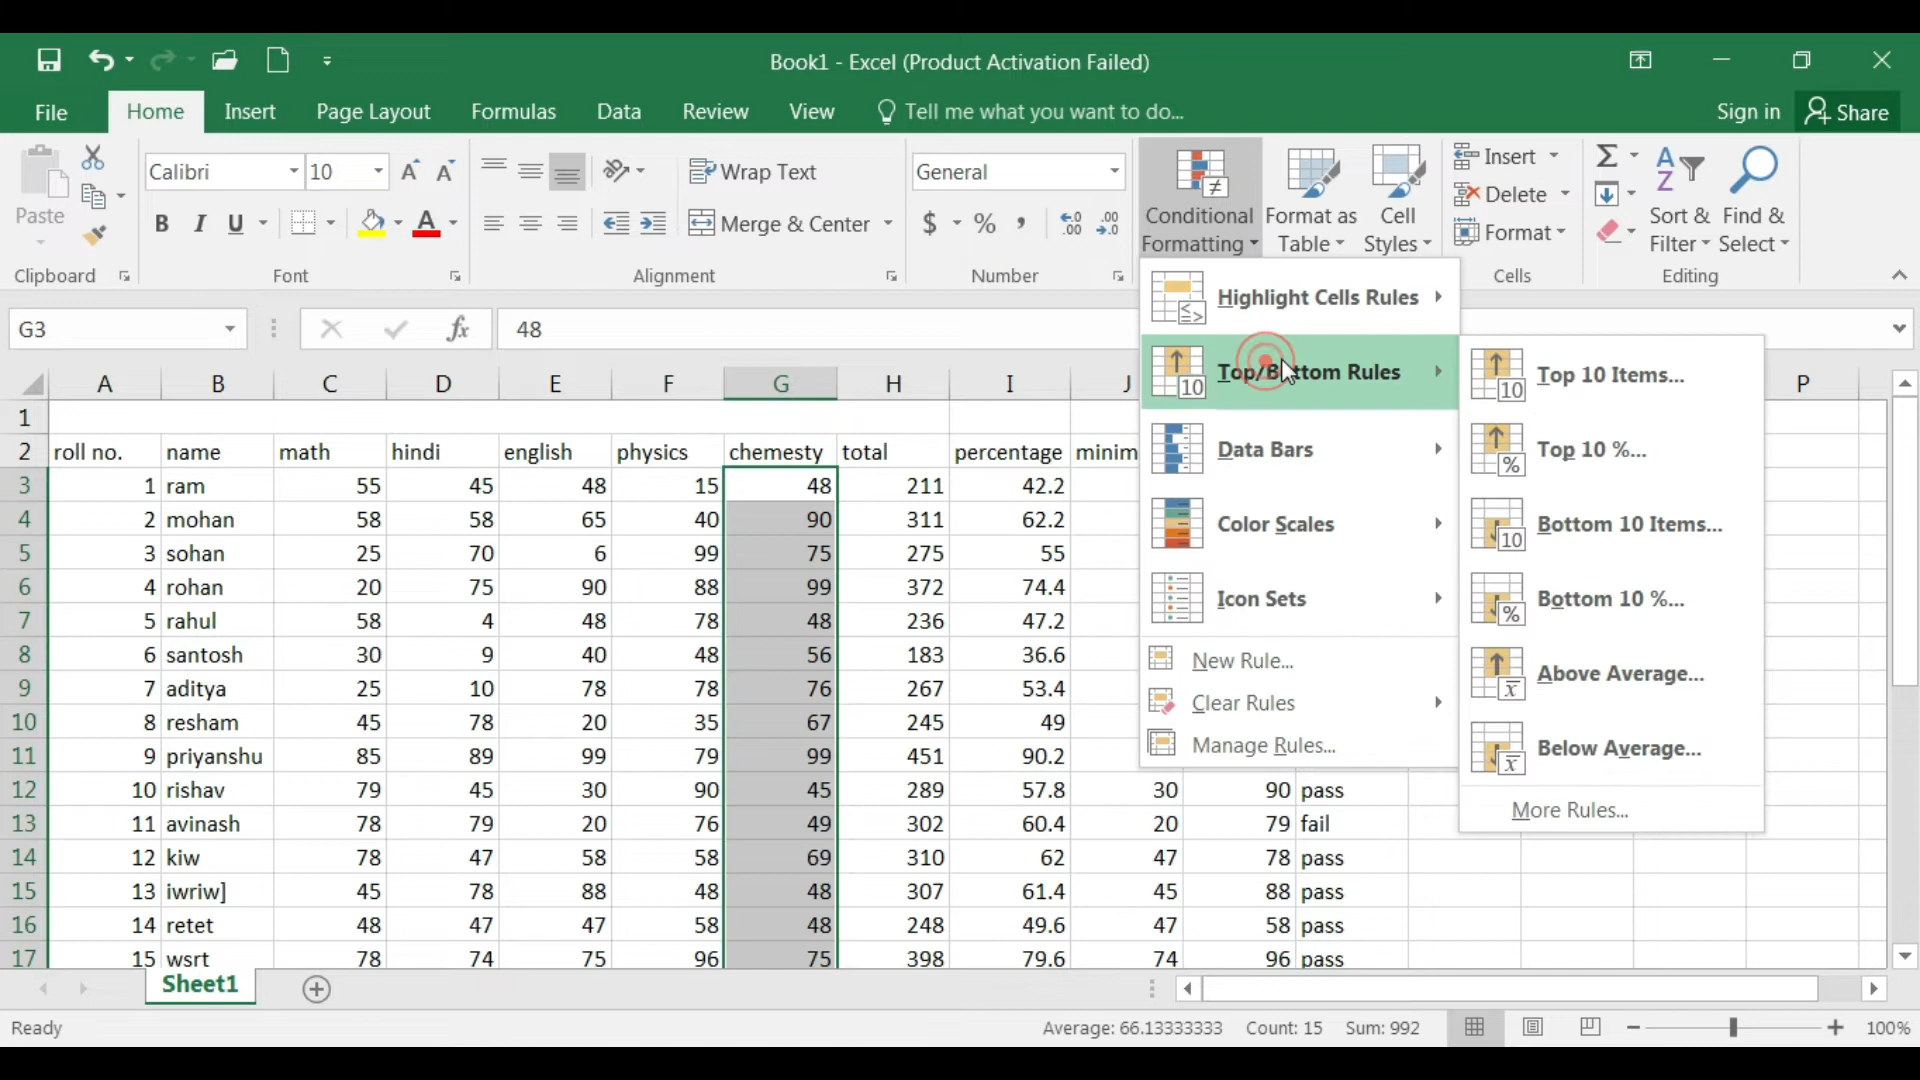 Book1 - Excel (Product Activation Failed)
File Home Insert Page Layout Formulas Data Review View Tell me what you want to do... Sign in Share
Paste
Clipboard
Calibri 10
B I U A
Font
Wrap Text
Merge & Center
Alignment
General
$ % ,
Number
Conditional Formatting
Format as Table
Cell Styles
Insert
Delete
Format
Cells
Sort & Filter
Find & Select
Editing
G3 fx 48
Highlight Cells Rules
Top/Bottom Rules
Data Bars
Color Scales
Icon Sets
New Rule...
Clear Rules
Manage Rules...
Top 10 Items...
Top 10 %...
Bottom 10 Items...
Bottom 10 %...
Above Average...
Below Average...
More Rules...
A B C D E F G H I J P
1
2 roll no. name math hindi english physics chemesty total percentage minim
3 1 ram 55 45 48 15 48 211 42.2
4 2 mohan 58 58 65 40 90 311 62.2
5 3 sohan 25 70 6 99 75 275 55
6 4 rohan 20 75 90 88 99 372 74.4
7 5 rahul 58 4 48 78 48 236 47.2
8 6 santosh 30 9 40 48 56 183 36.6
9 7 aditya 25 10 78 78 76 267 53.4
10 8 resham 45 78 20 35 67 245 49
11 9 priyanshu 85 89 99 79 99 451 90.2
12 10 rishav 79 45 30 90 45 289 57.8 30 90 pass
13 11 avinash 78 79 20 76 49 302 60.4 20 79 fail
14 12 kiw 78 47 58 58 69 310 62 47 78 pass
15 13 iwriw] 45 78 88 48 48 307 61.4 45 88 pass
16 14 retet 48 47 47 58 48 248 49.6 47 58 pass
17 15 wsrt 78 74 75 96 75 398 79.6 74 96 pass
Sheet1
Ready Average: 66.13333333 Count: 15 Sum: 992 100%